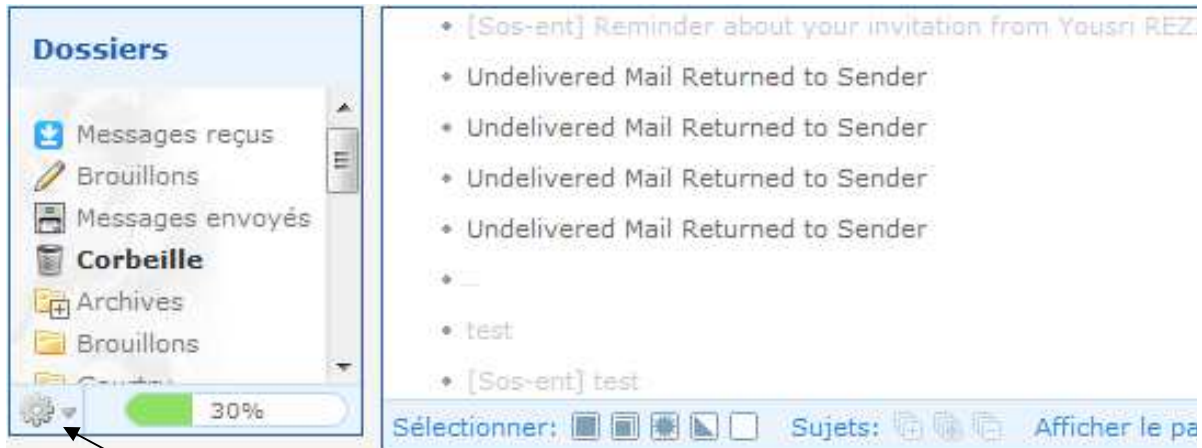 Dossiers
Messages reçus
Brouillons
Messages envoyés
Corbeille
Archives
Brouillons
30%
[Sos-ent] Reminder about your invitation from Yousri REZ
Undelivered Mail Returned to Sender
Undelivered Mail Returned to Sender
Undelivered Mail Returned to Sender
Undelivered Mail Returned to Sender
...
test
[Sos-ent] test
Sélectionner: Sujets: Afficher le pa